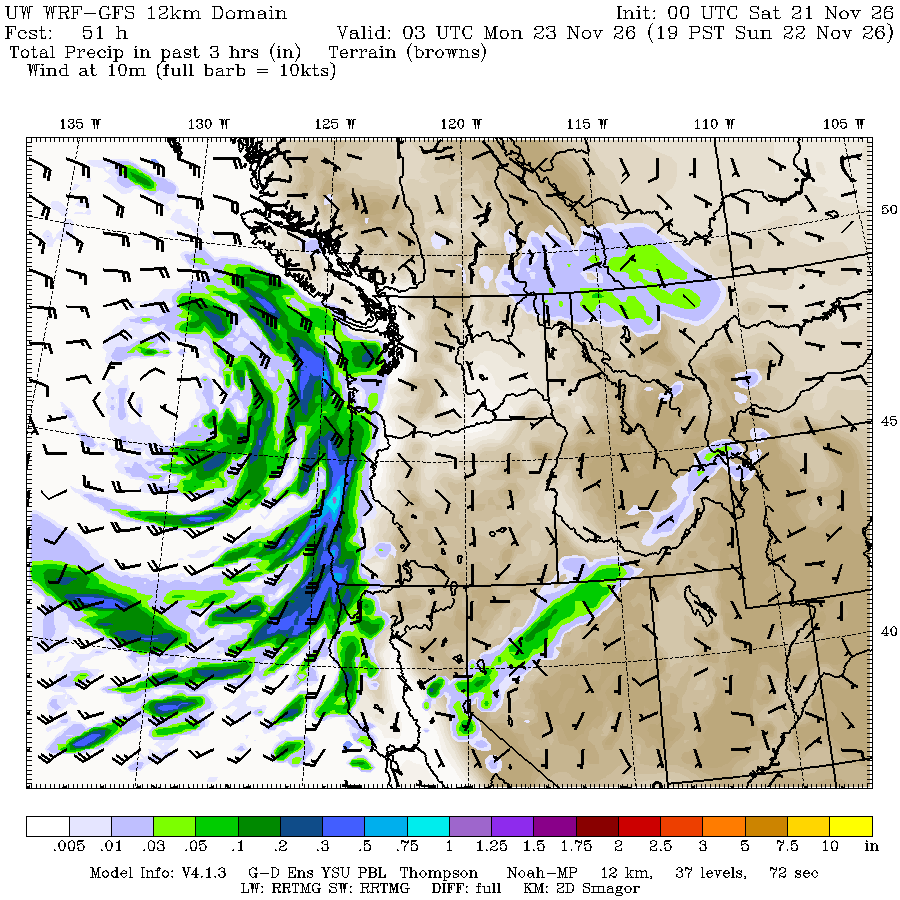 UW WRF-GFS 12km Domain Init: 00 UTC Sat 21 Nov 26
Fcst: 51 h Valid: 03 UTC Mon 23 Nov 26 (19 PST Sun 22 Nov 26)
Total Precip in past 3 hrs (in) Terrain (browns)
Wind at 10m (full barb = 10kts)
135 W 130 W 125 W 120 W 115 W 110 W 105 W
50
45
40
.005 .01 .03 .05 .1 .2 .3 .5 .75 1 1.25 1.5 1.75 2 2.5 3 5 7.5 10 in
Model Info: V4.1.3 G-D Ens YSU PBL Thompson Noah-MP 12 km, 37 levels, 72 sec
LW: RRTMG SW: RRTMG DIFF: full KM: 2D Smagor